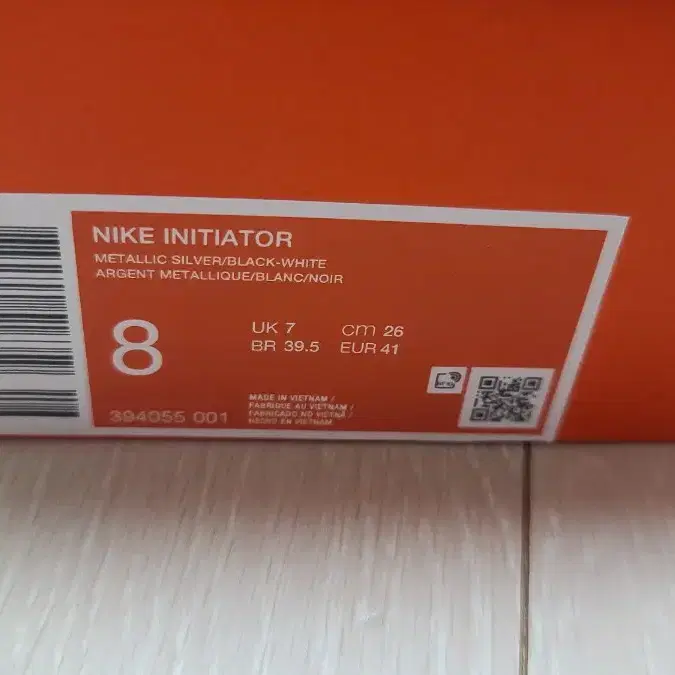 NIKE INITIATOR
METALLIC SILVER/BLACK-WHITE
ARGENT METALLIQUE/BLANC/NOIR
8
UK 7 cm 26
BR 39.5 EUR 41
394055 001
MADE IN VIETNAM /
FABRIQUE AU VIETNAM /
FABRICADO NO VIETNÃ /
HECHO EN VIETNAM